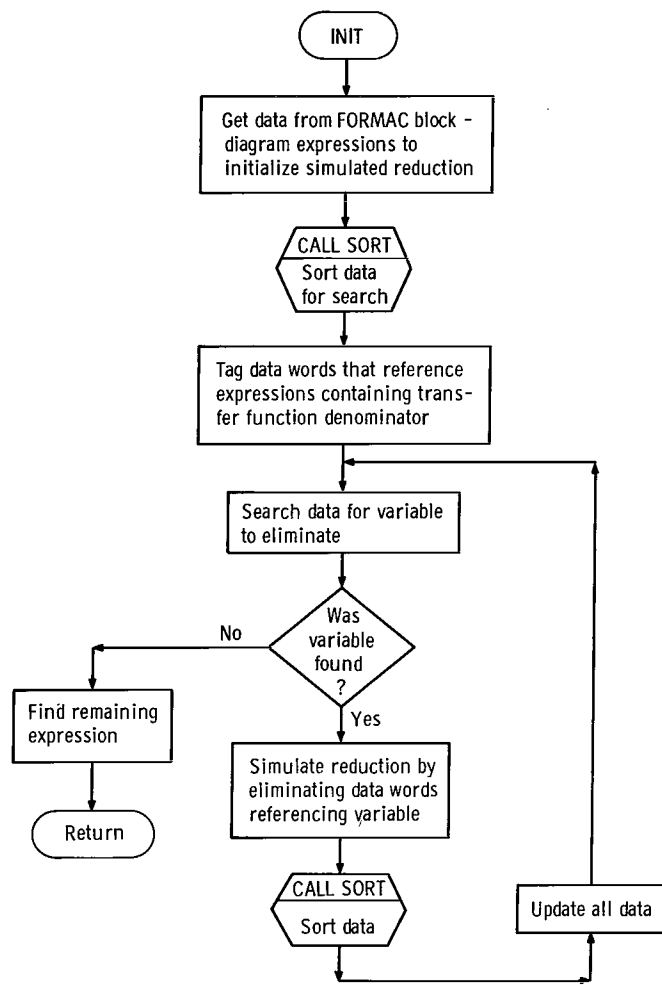 INIT
Get data from FORMAC block -
diagram expressions to
initialize simulated reduction
CALL SORT
Sort data
for search
Tag data words that reference
expressions containing trans-
fer function denominator
Search data for variable
to eliminate
Was
variable
found
?
No
Yes
Find remaining
expression
Return
Simulate reduction by
eliminating data words
referencing variable
CALL SORT
Sort data
Update all data